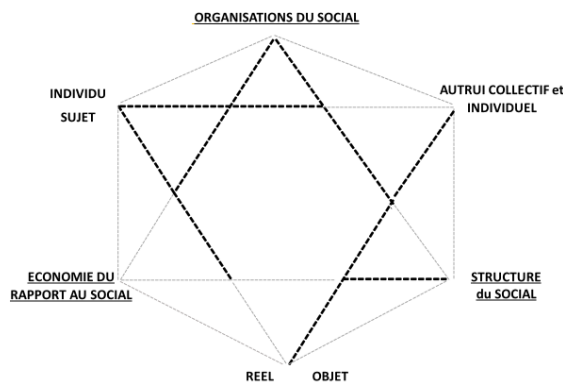 ORGANISATIONS DU SOCIAL
INDIVIDU
SUJET
AUTRUI COLLECTIF et
INDIVIDUEL
ECONOMIE DU
RAPPORT AU SOCIAL
STRUCTURE
du SOCIAL
REEL OBJET